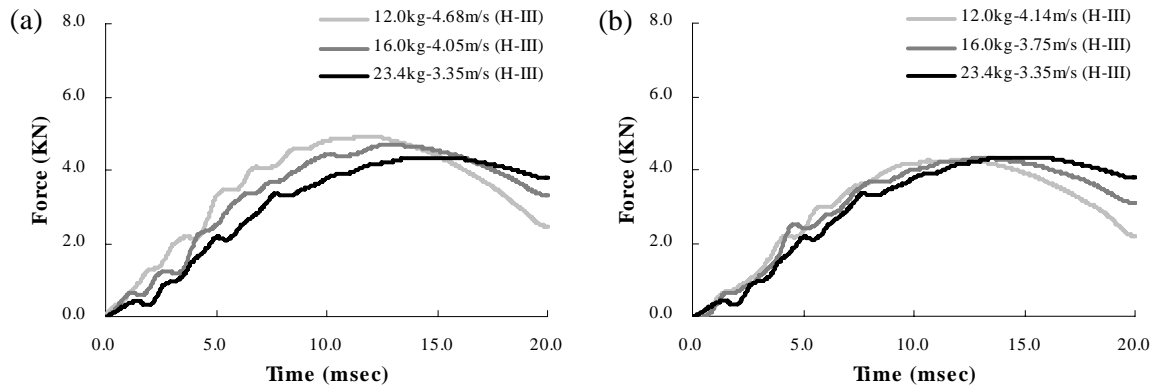 (a)
12.0kg-4.68m/s (H-III)
16.0kg-4.05m/s (H-III)
23.4kg-3.35m/s (H-III)
Force (KN)
8.0
6.0
4.0
2.0
0.0
0.0 5.0 10.0 15.0 20.0
Time (msec)
(b)
12.0kg-4.14m/s (H-III)
16.0kg-3.75m/s (H-III)
23.4kg-3.35m/s (H-III)
Force (KN)
8.0
6.0
4.0
2.0
0.0
0.0 5.0 10.0 15.0 20.0
Time (msec)